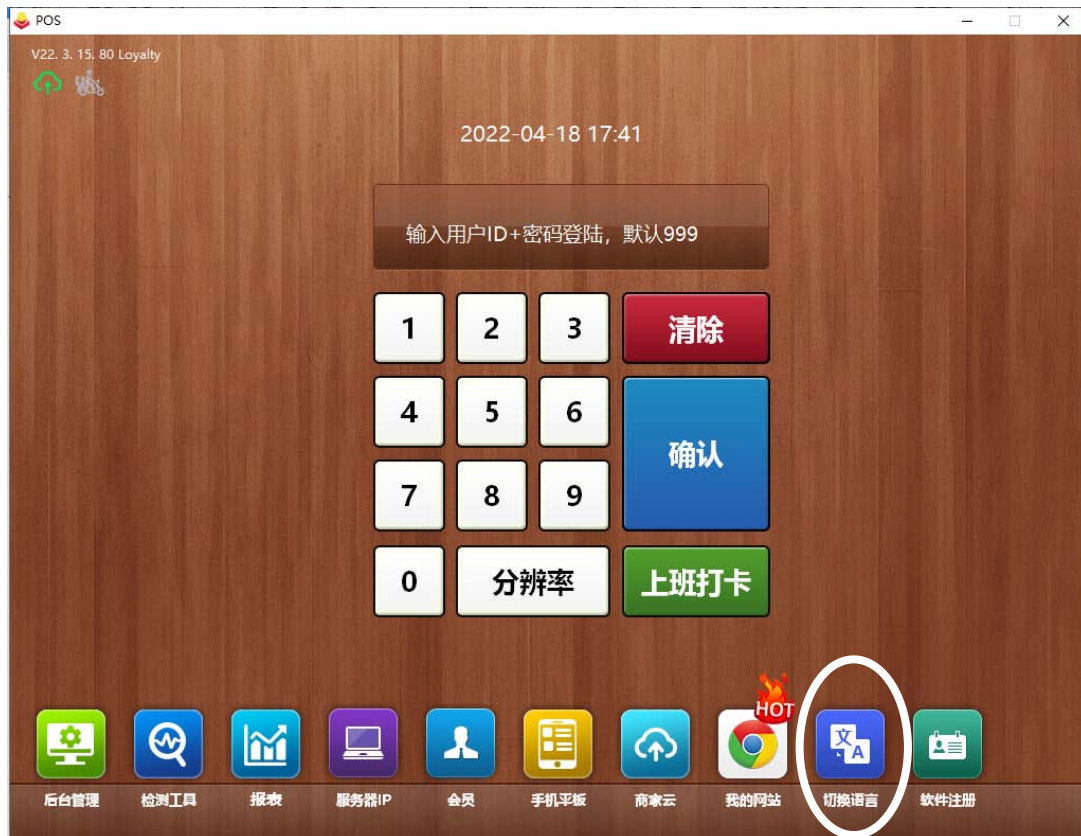 POS
V22. 3. 15. 80 Loyalty
2022-04-18 17:41
输入用户ID+密码登陆，默认999
1 2 3 清除
4 5 6
确认
7 8 9
0 分辨率 上班打卡
HOT
文 A
后台管理 检测工具 报表 服务器IP 会员 手机平板 商家云 我的网站 切换语言 软件注册